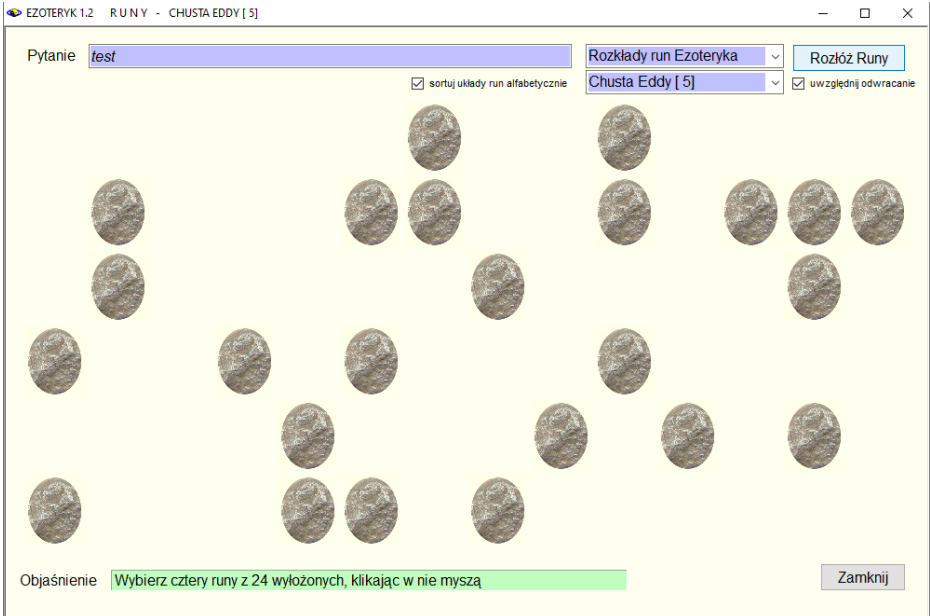 EZOTERYK 1.2 R U N Y - CHUSTA EDDY [ 5]
Pytanie test Rozkłady run Ezoteryka Rozłóż Runy
sortuj układy run alfabetycznie Chusta Eddy [ 5] uwzględnij odwracanie
Objaśnienie Wybierz cztery runy z 24 wyłożonych, klikając w nie myszą Zamknij